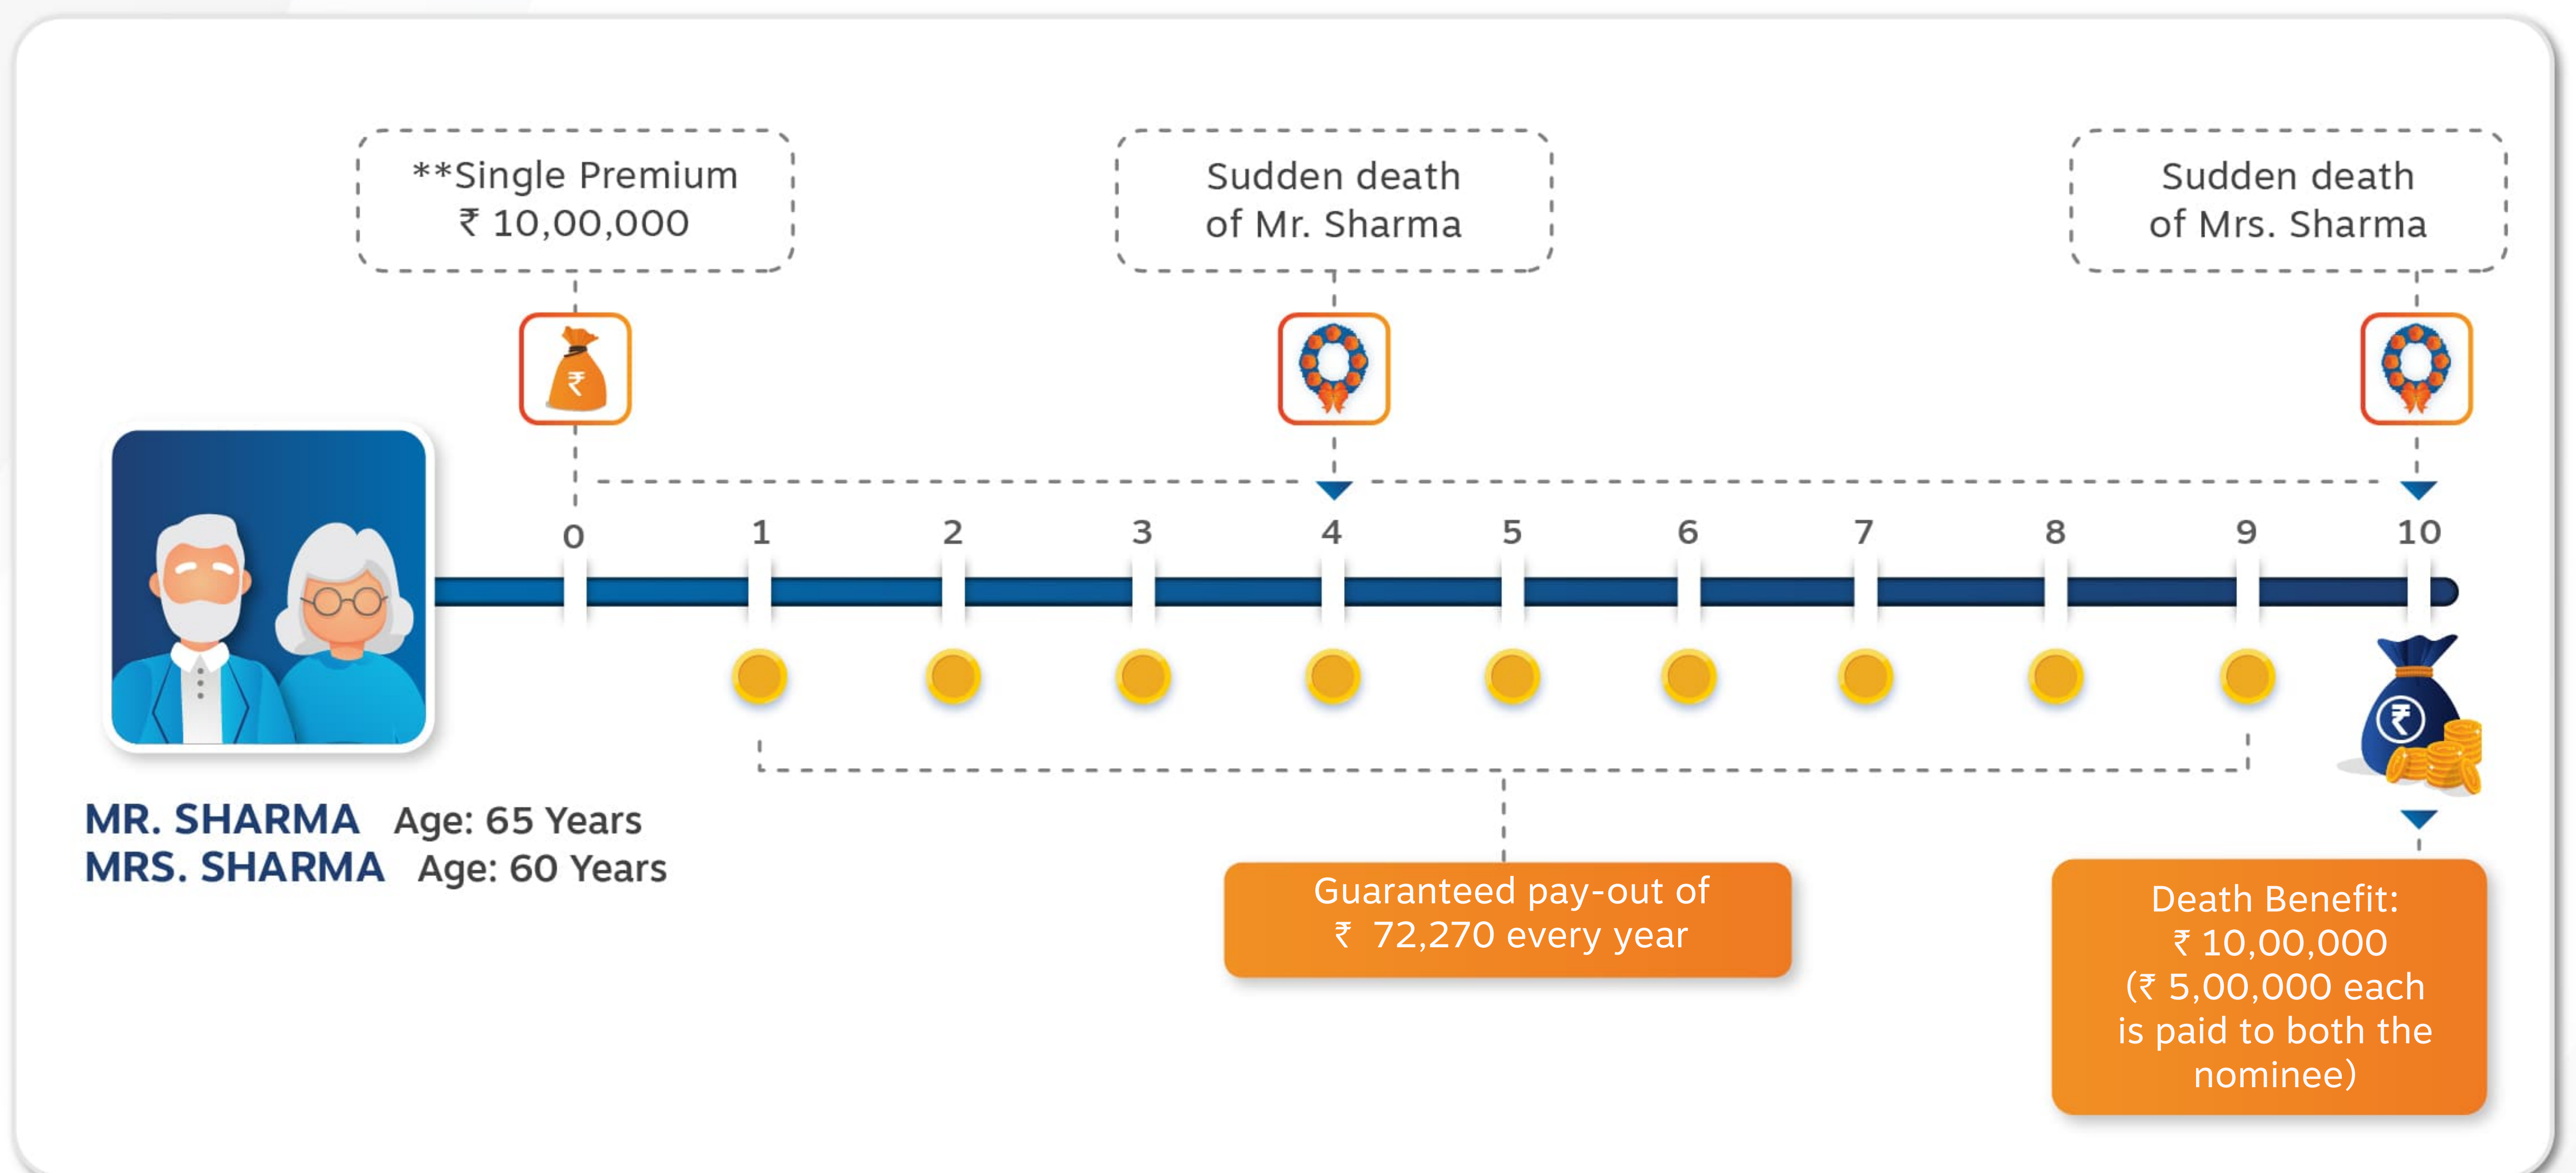 **Single Premium
₹ 10,00,000
Sudden death
of Mr. Sharma
Sudden death
of Mrs. Sharma
₹
0 1 2 3 4 5 6 7 8 9 10
₹
MR. SHARMA Age: 65 Years
MRS. SHARMA Age: 60 Years
Guaranteed pay-out of
₹ 72,270 every year
Death Benefit:
₹ 10,00,000
(₹ 5,00,000 each
is paid to both the
nominee)